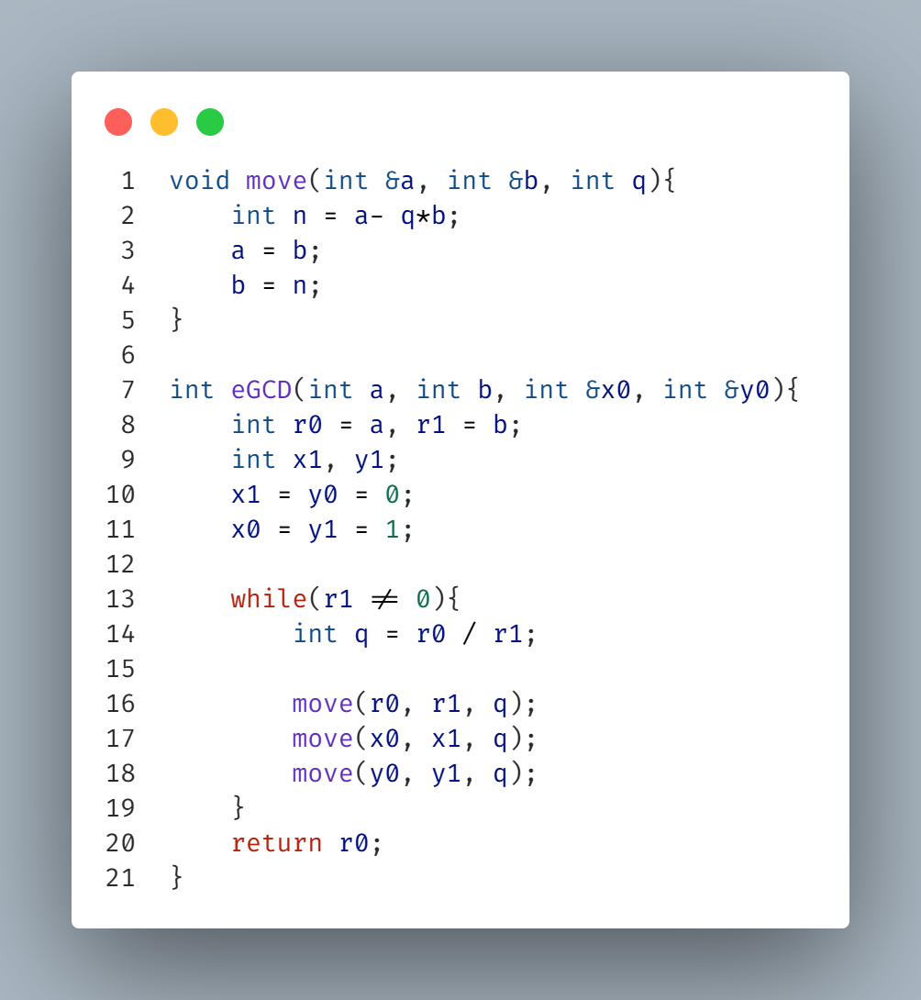 1 void move(int &a, int &b, int q){
2     int n = a- q*b;
3     a = b;
4     b = n;
5 }
6
7 int eGCD(int a, int b, int &x0, int &y0){
8     int r0 = a, r1 = b;
9     int x1, y1;
10     x1 = y0 = 0;
11     x0 = y1 = 1;
12
13     while(r1 ≠ 0){
14         int q = r0 / r1;
15
16         move(r0, r1, q);
17         move(x0, x1, q);
18         move(y0, y1, q);
19     }
20     return r0;
21 }